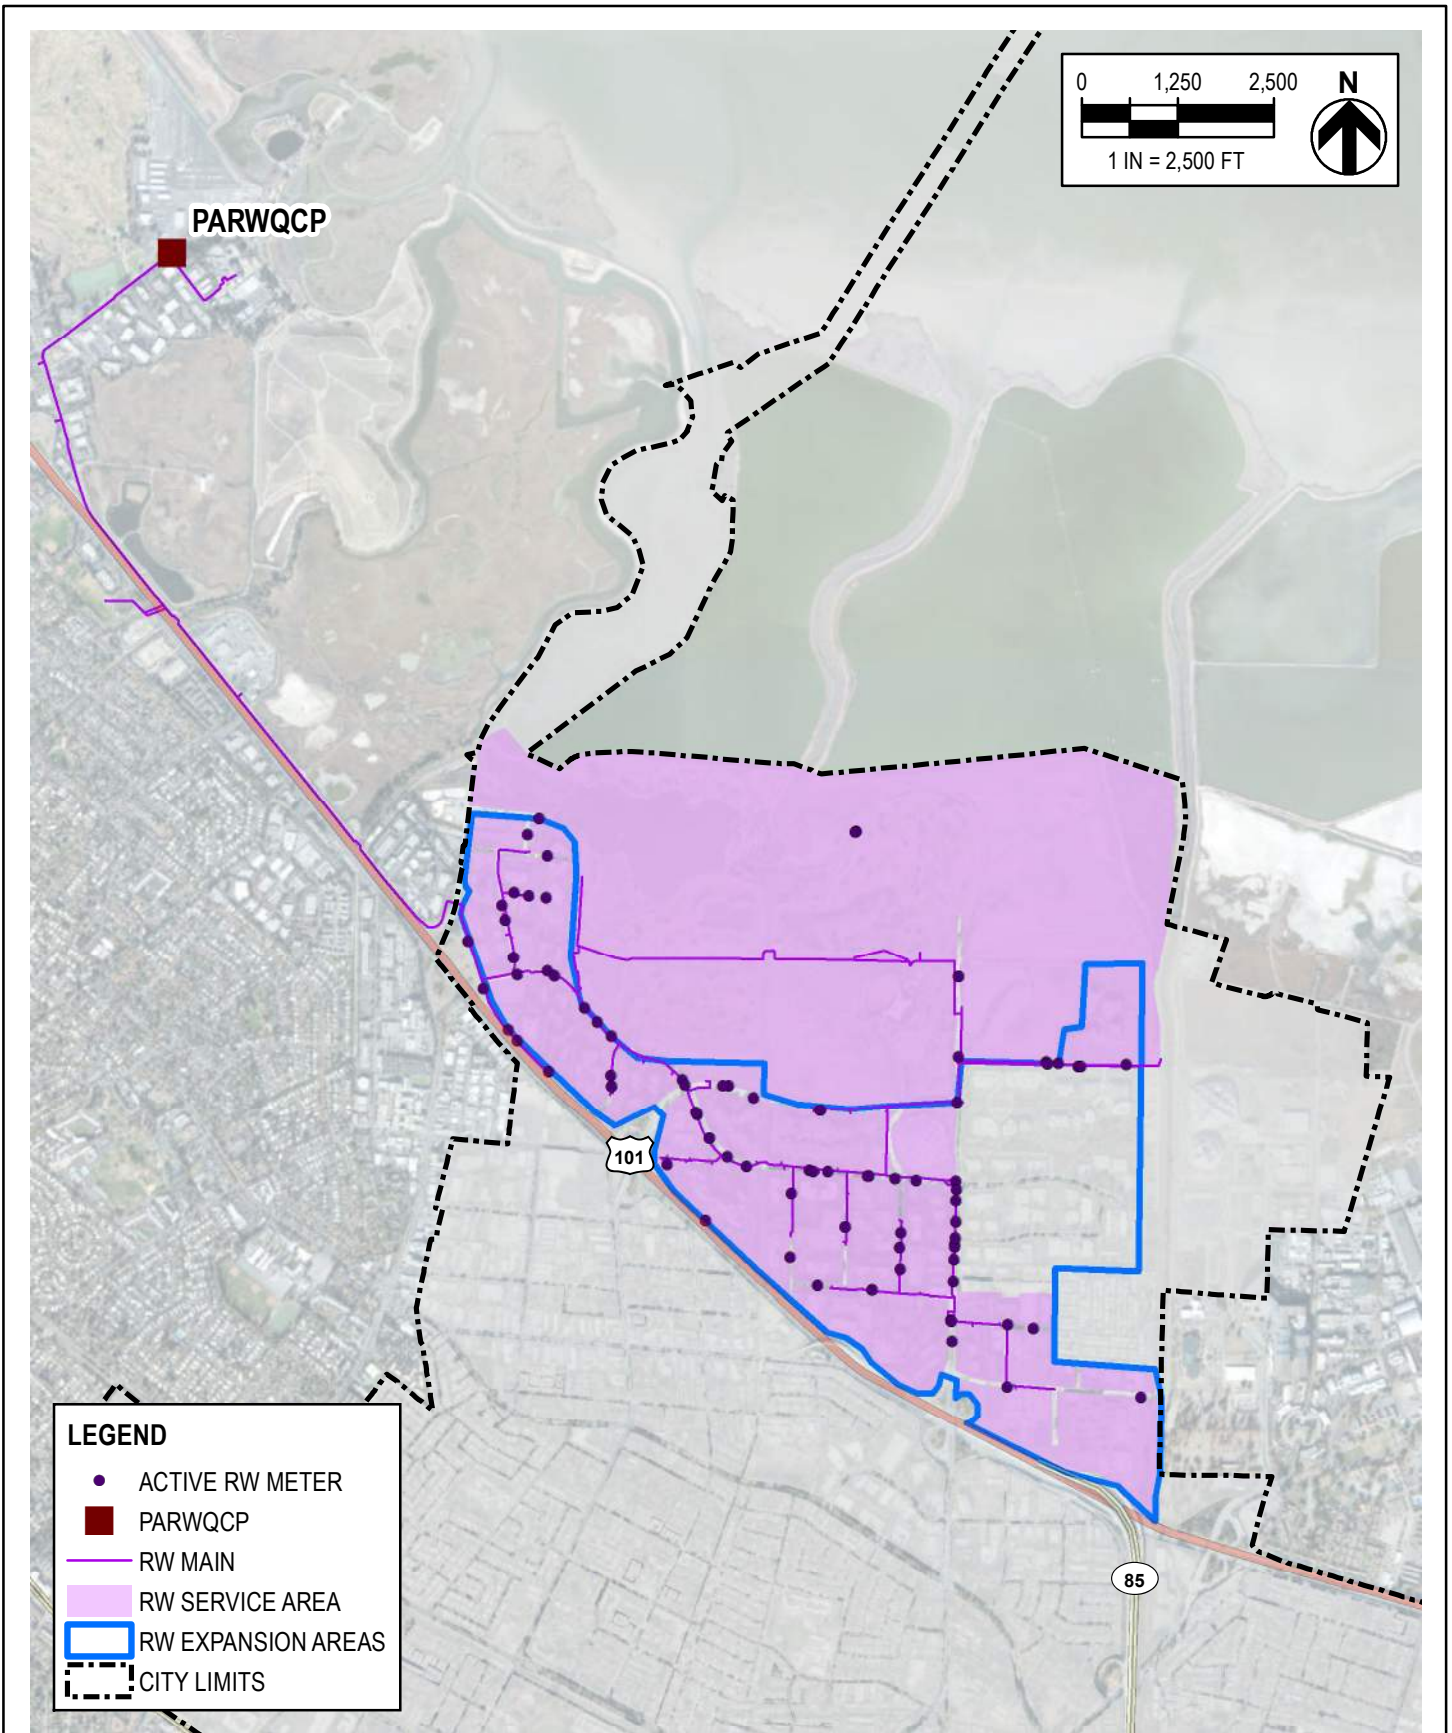 0 1,250 2,500 N
1 IN = 2,500 FT
PARWQCP
101
85
LEGEND
ACTIVE RW METER
PARWQCP
RW MAIN
RW SERVICE AREA
RW EXPANSION AREAS
CITY LIMITS